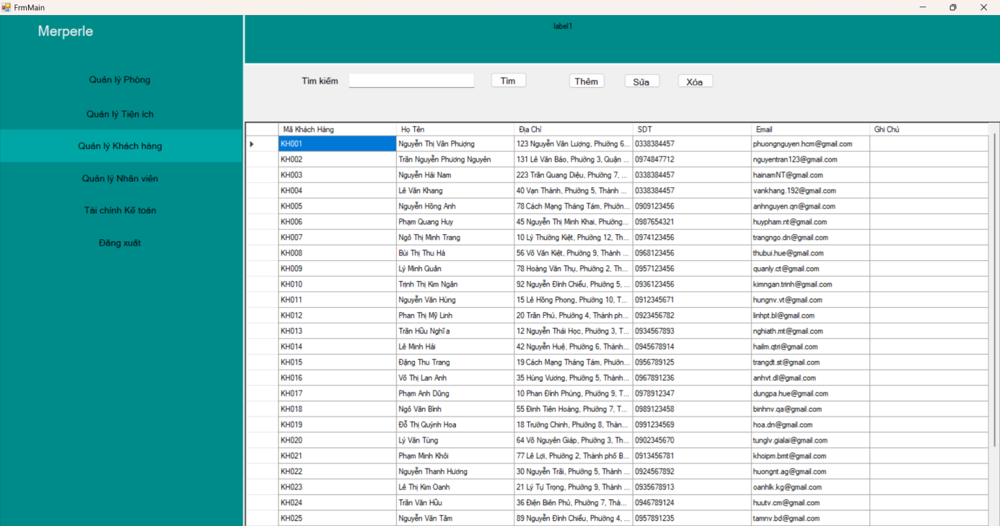 FrmMain
Merperle
label1
Quản lý Phòng
Quản lý Tiện ích
Quản lý Khách hàng
Quản lý Nhân viên
Tài chính Kế toán
Đăng xuất
Tìm kiếm Tìm Thêm Sửa Xóa
Mã Khách Hàng Họ Tên Địa Chỉ SDT Email Ghi Chú
KH001 Nguyễn Thị Vân Phượng 123 Nguyễn Văn Lượng, Phường 6... 0338384457 phuongnguyen.hcm@gmail.com
KH002 Trần Nguyễn Phương Nguyên 131 Lê Văn Bảo, Phường 3, Quận ... 0974847712 nguyentran123@gmail.com
KH003 Nguyễn Hải Nam 223 Trần Quang Diệu, Phường 7, ... 0338384457 hainamNT@gmail.com
KH004 Lê Văn Khang 40 Vạn Thành, Phường 5, Thành ... 0338384457 vankhang.192@gmail.com
KH005 Nguyễn Hồng Anh 78 Cách Mạng Tháng Tám, Phườn... 0909123456 anhnguyen.qn@gmail.com
KH006 Phạm Quang Huy 45 Nguyễn Thị Minh Khai, Phường... 0987654321 huypham.nt@gmail.com
KH007 Ngô Thị Minh Trang 10 Lý Thường Kiệt, Phường 12, Th... 0974123456 trangngo.dn@gmail.com
KH008 Bùi Thị Thu Hà 56 Võ Văn Kiệt, Phường 9, Thành ... 0968123456 thubui.hue@gmail.com
KH009 Lý Minh Quân 78 Hoàng Văn Thụ, Phường 2, Th... 0957123456 quanly.ct@gmail.com
KH010 Trịnh Thị Kim Ngân 92 Nguyễn Đình Chiểu, Phường 5, ... 0936123456 kimngan.trinh@gmail.com
KH011 Nguyễn Văn Hùng 15 Lê Hồng Phong, Phường 10, T... 0912345671 hungnv.vt@gmail.com
KH012 Phan Thị Mỹ Linh 20 Trần Phú, Phường 4, Thành ph... 0923456782 linhpt.bl@gmail.com
KH013 Trần Hữu Nghĩa 12 Nguyễn Thái Học, Phường 3, T... 0934567893 nghiath.mt@gmail.com
KH014 Lê Minh Hải 42 Nguyễn Huệ, Phường 6, Thành... 0945678914 hailm.qtri@gmail.com
KH015 Đặng Thu Trang 19 Cách Mạng Tháng Tám, Phườn... 0956789125 trangdt.st@gmail.com
KH016 Võ Thị Lan Anh 35 Hùng Vương, Phường 5, Thành... 0967891236 anhvt.dl@gmail.com
KH017 Phạm Anh Dũng 10 Phan Đình Phùng, Phường 9, T... 0978912347 dungpa.hue@gmail.com
KH018 Ngô Văn Bình 55 Đinh Tiên Hoàng, Phường 7, T... 0989123458 binhnv.qa@gmail.com
KH019 Đỗ Thị Quỳnh Hoa 18 Trường Chinh, Phường 8, Thàn... 0991234569 hoa.dn@gmail.com
KH020 Lý Văn Tùng 64 Võ Nguyên Giáp, Phường 3, Th... 0902345670 tunglv.gialai@gmail.com
KH021 Phạm Minh Khôi 77 Lê Lợi, Phường 2, Thành phố B... 0913456781 khoipm.bmt@gmail.com
KH022 Nguyễn Thanh Hương 30 Nguyễn Trãi, Phường 5, Thành ... 0924567892 huongnt.ag@gmail.com
KH023 Lê Thị Kim Oanh 21 Lý Tự Trọng, Phường 9, Thành ... 0935678913 oanhlk.kg@gmail.com
KH024 Trần Văn Hữu 36 Điện Biên Phủ, Phường 7, Thà... 0946789124 huutv.cm@gmail.com
KH025 Nguyễn Văn Tâm 89 Nguyễn Đình Chiểu, Phường 4, ... 0957891235 tamnv.bd@gmail.com